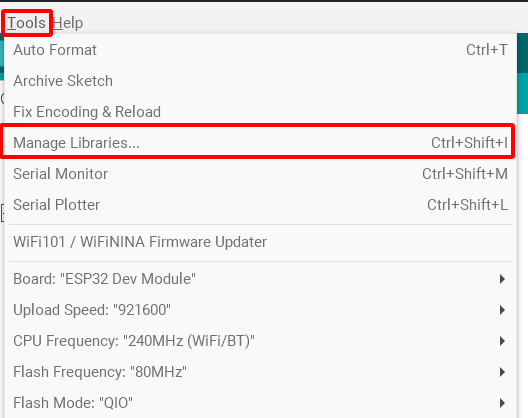 Tools Help
Auto Format Ctrl+T
Archive Sketch
Fix Encoding & Reload
Manage Libraries... Ctrl+Shift+I
Serial Monitor Ctrl+Shift+M
Serial Plotter Ctrl+Shift+L
WiFi101 / WiFiNINA Firmware Updater
Board: "ESP32 Dev Module"
Upload Speed: "921600"
CPU Frequency: "240MHz (WiFi/BT)"
Flash Frequency: "80MHz"
Flash Mode: "QIO"